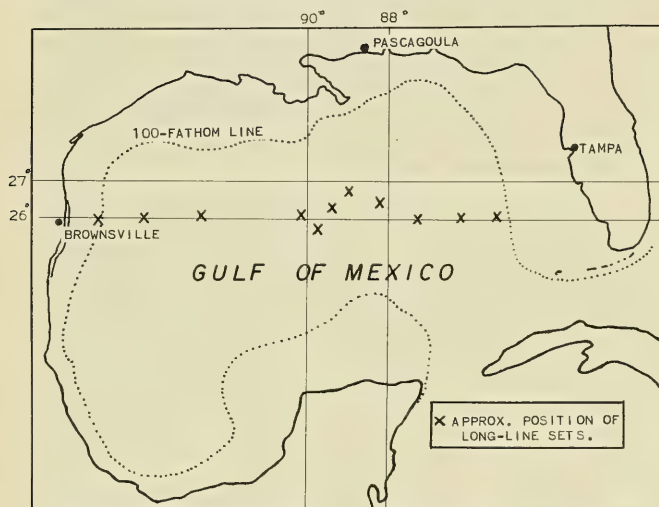 90° 88°
PASCAGOULA
100-FATHOM LINE
TAMPA
27°
26°
BROWNSVILLE
GULF OF MEXICO
X APPROX. POSITION OF
LONG-LINE SETS.